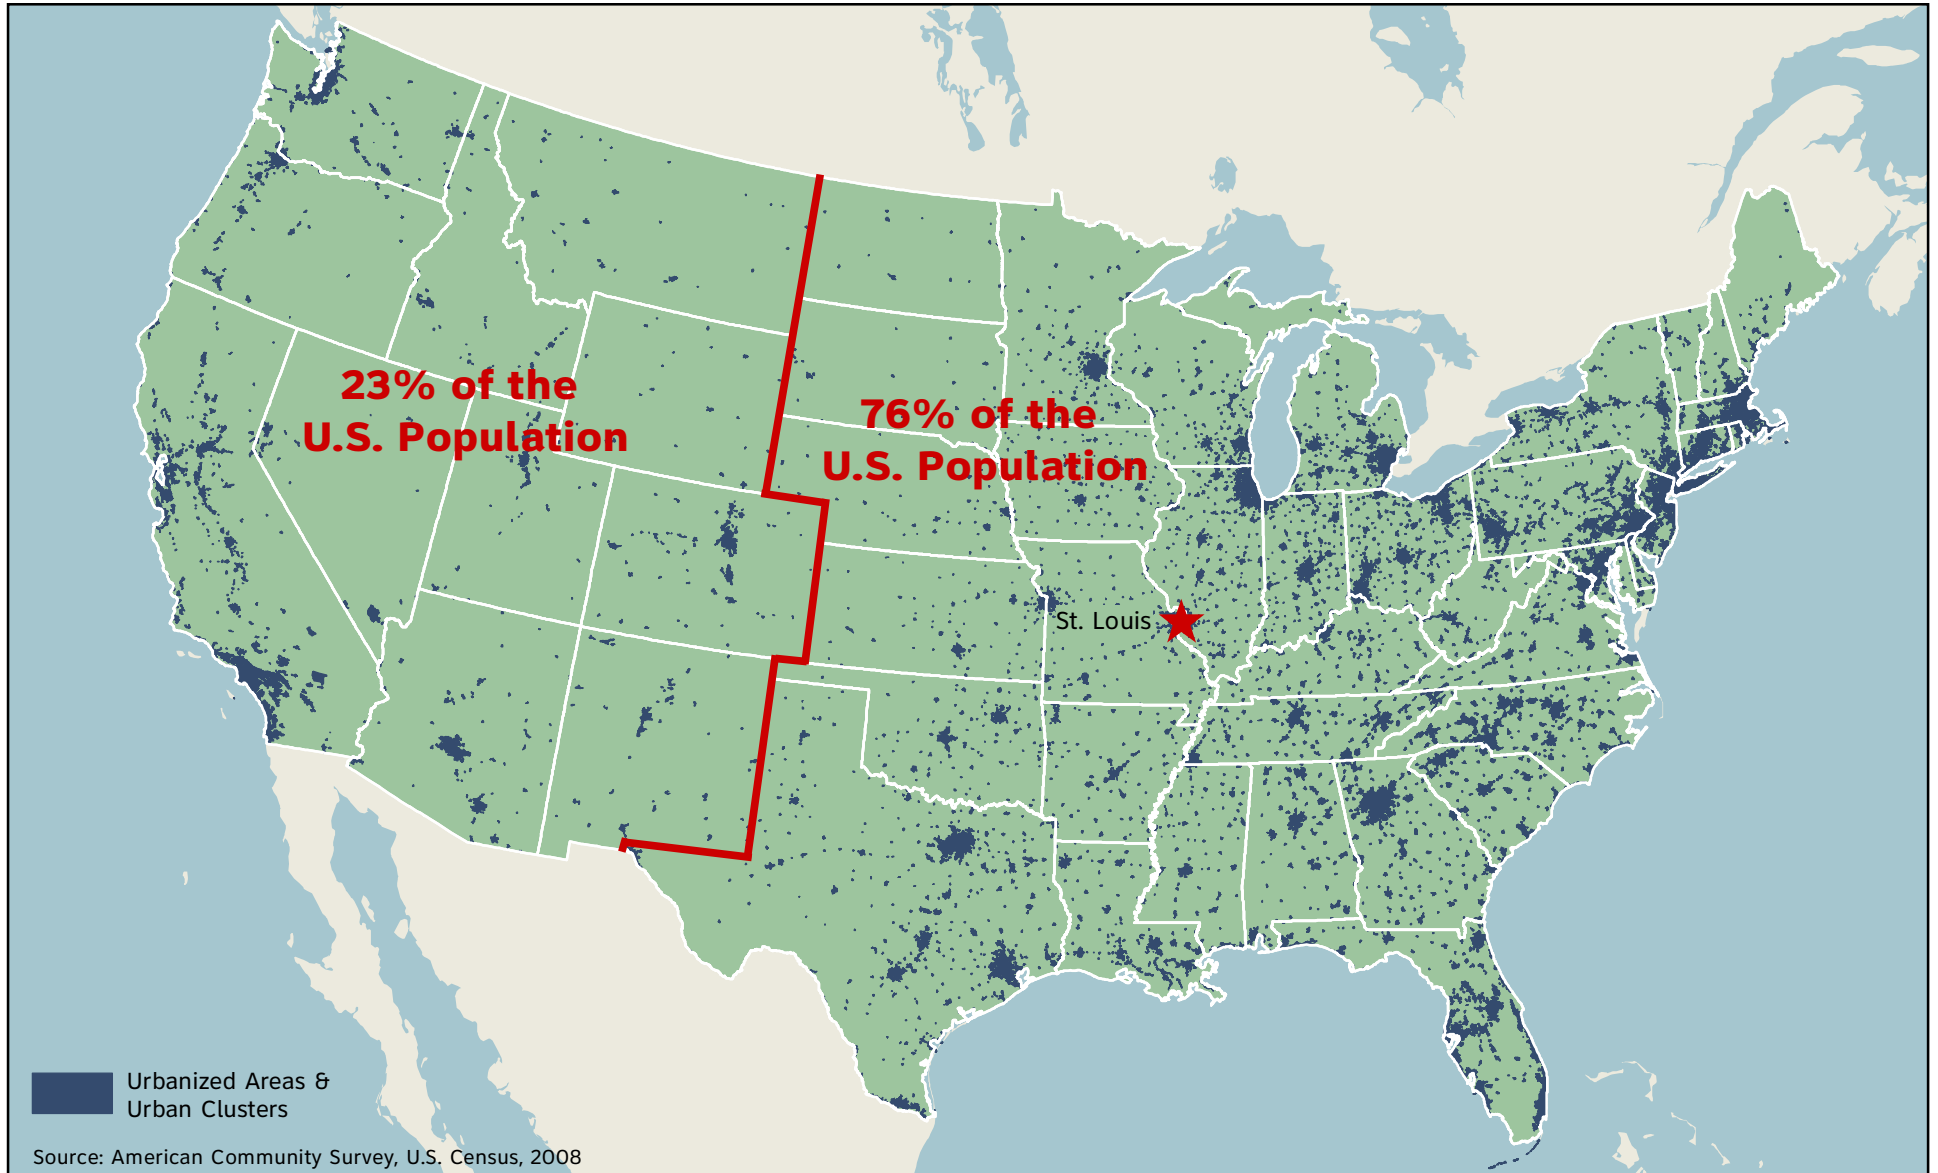 23% of the
U.S. Population
76% of the
U.S. Population
St. Louis
Urbanized Areas &
Urban Clusters
Source: American Community Survey, U.S. Census, 2008